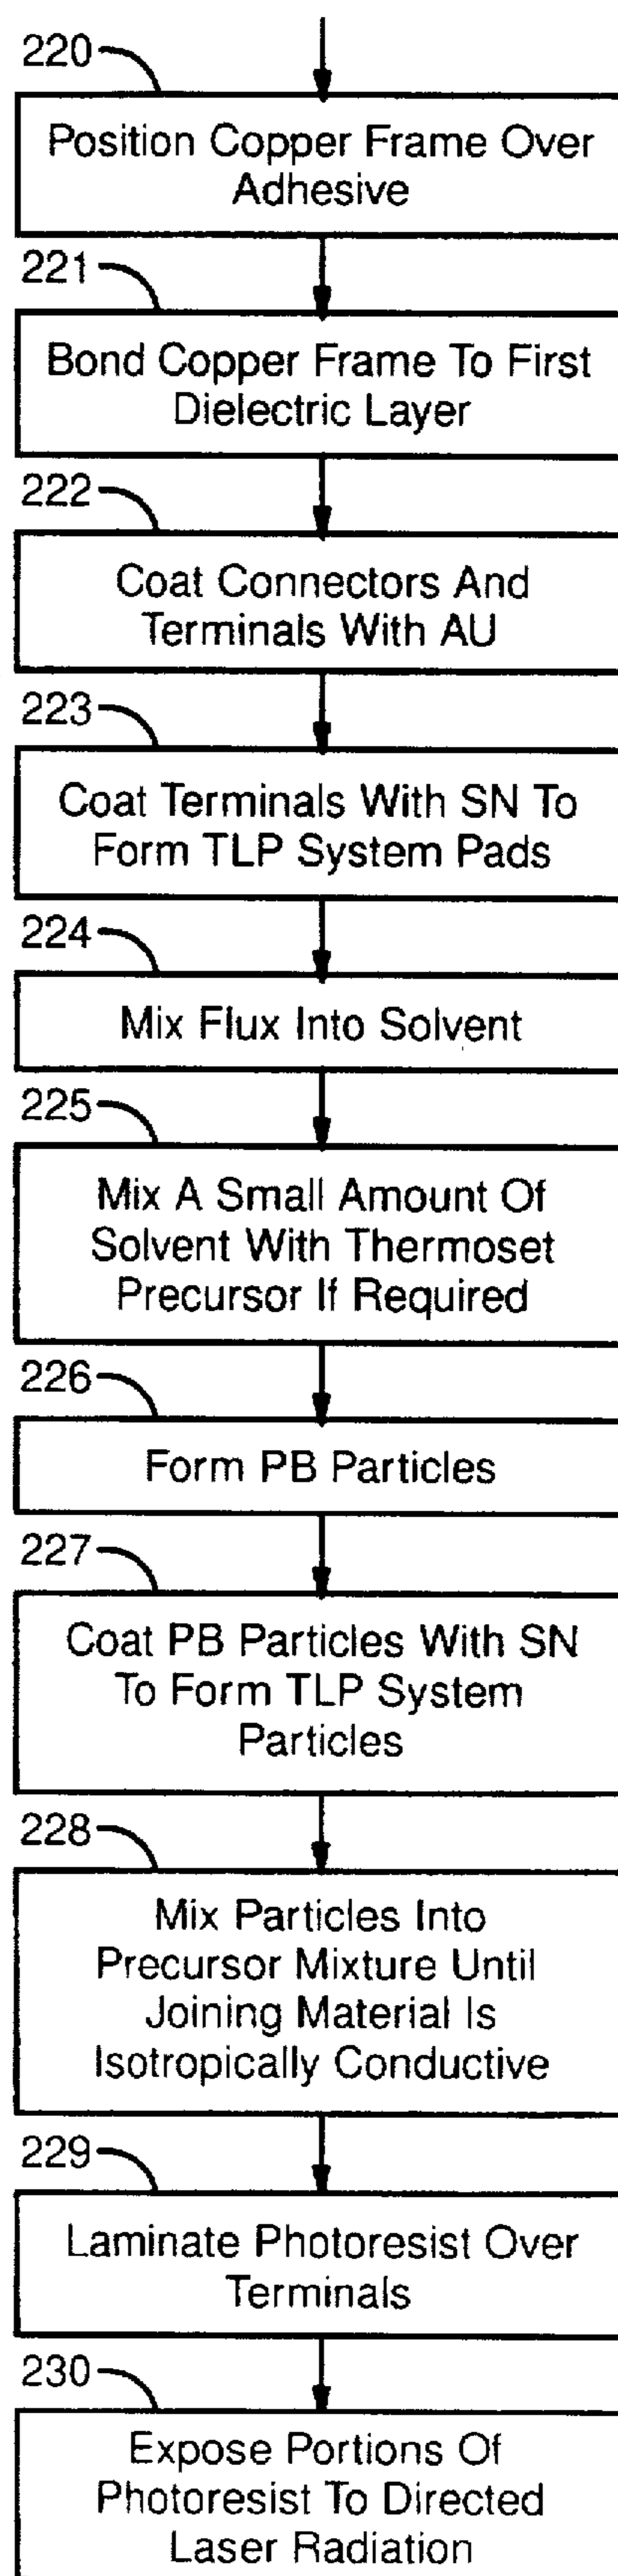 220
Position Copper Frame Over
Adhesive
221
Bond Copper Frame To First
Dielectric Layer
222
Coat Connectors And
Terminals With AU
223
Coat Terminals With SN To
Form TLP System Pads
224
Mix Flux Into Solvent
225
Mix A Small Amount Of
Solvent With Thermoset
Precursor If Required
226
Form PB Particles
227
Coat PB Particles With SN
To Form TLP System
Particles
228
Mix Particles Into
Precursor Mixture Until
Joining Material Is
Isotropically Conductive
229
Laminate Photoresist Over
Terminals
230
Expose Portions Of
Photoresist To Directed
Laser Radiation